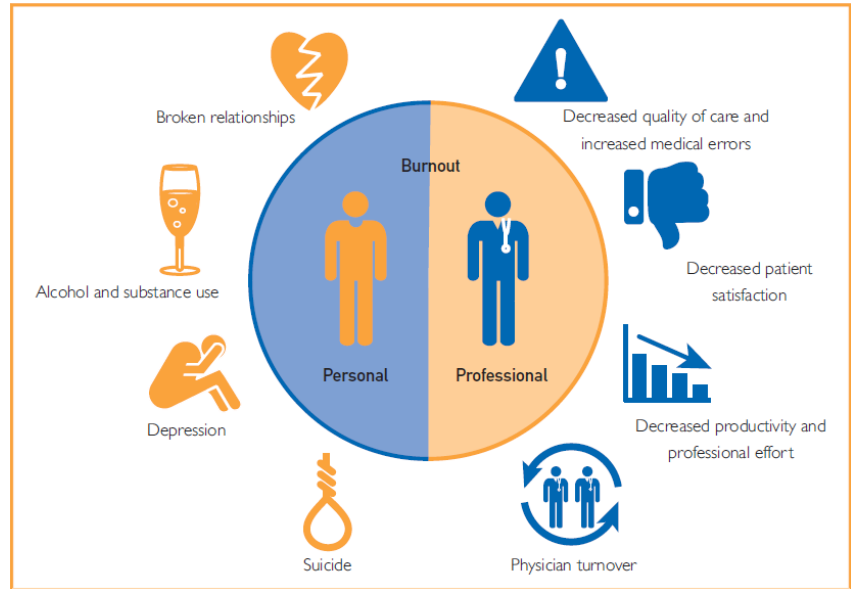 Broken relationships
Decreased quality of care and
increased medical errors
Burnout
Alcohol and substance use
Decreased patient
satisfaction
Personal
Professional
Depression
Decreased productivity and
professional effort
Suicide
Physician turnover